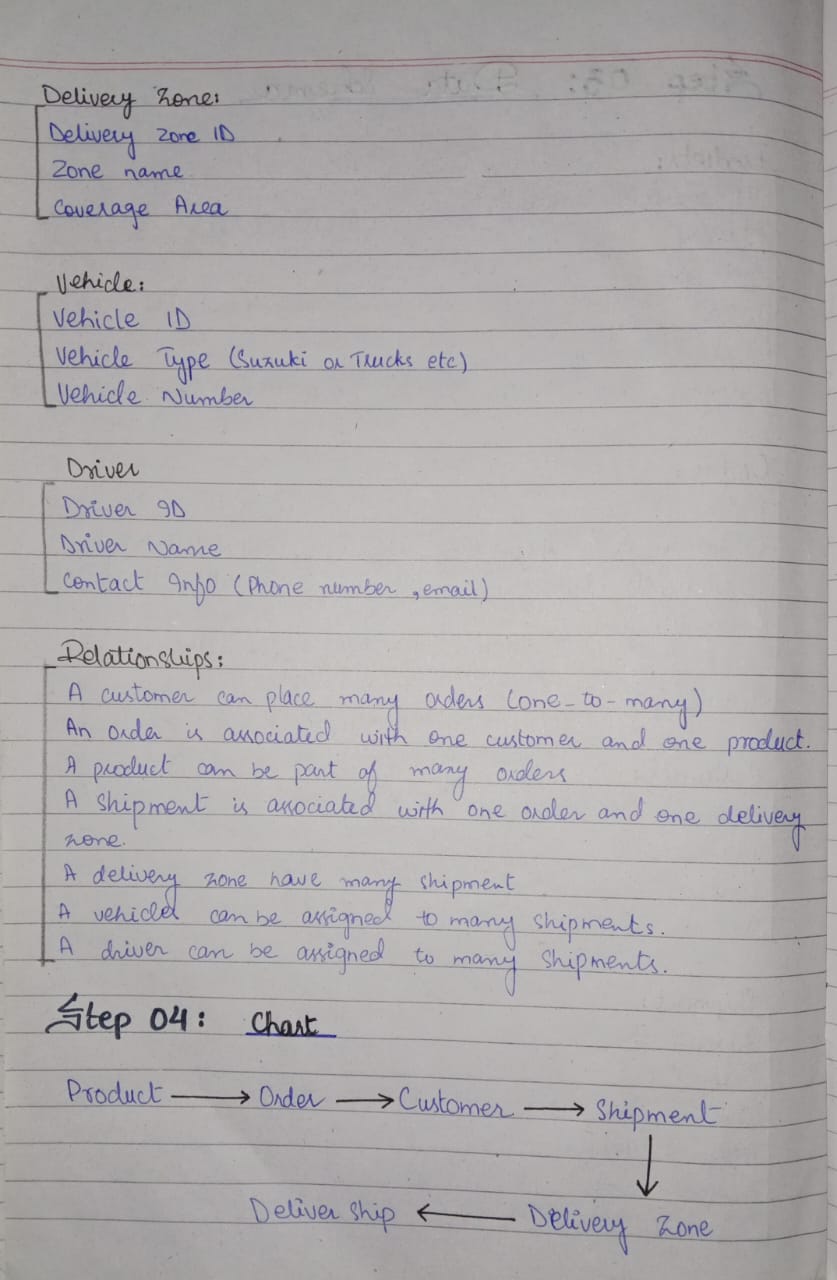 Delivery Zone:
Delivery Zone ID
Zone name
Coverage Area
Vehicle:
Vehicle ID
Vehicle Type (Suzuki or Trucks etc)
Vehicle Number
Driver
Driver ID
Driver Name
Contact Info (Phone number, email)
Relationships:
A customer can place many orders (one-to-many)
An order is associated with one customer and one product.
A product can be part of many orders
A shipment is associated with one order and one delivery
zone.
A delivery zone have many shipment
A vehicled can be assigned to many shipments.
A driver can be assigned to many shipments.
Step 04: Chart
Product → Order → Customer → Shipment
↓
Deliver ship ← Delivery Zone